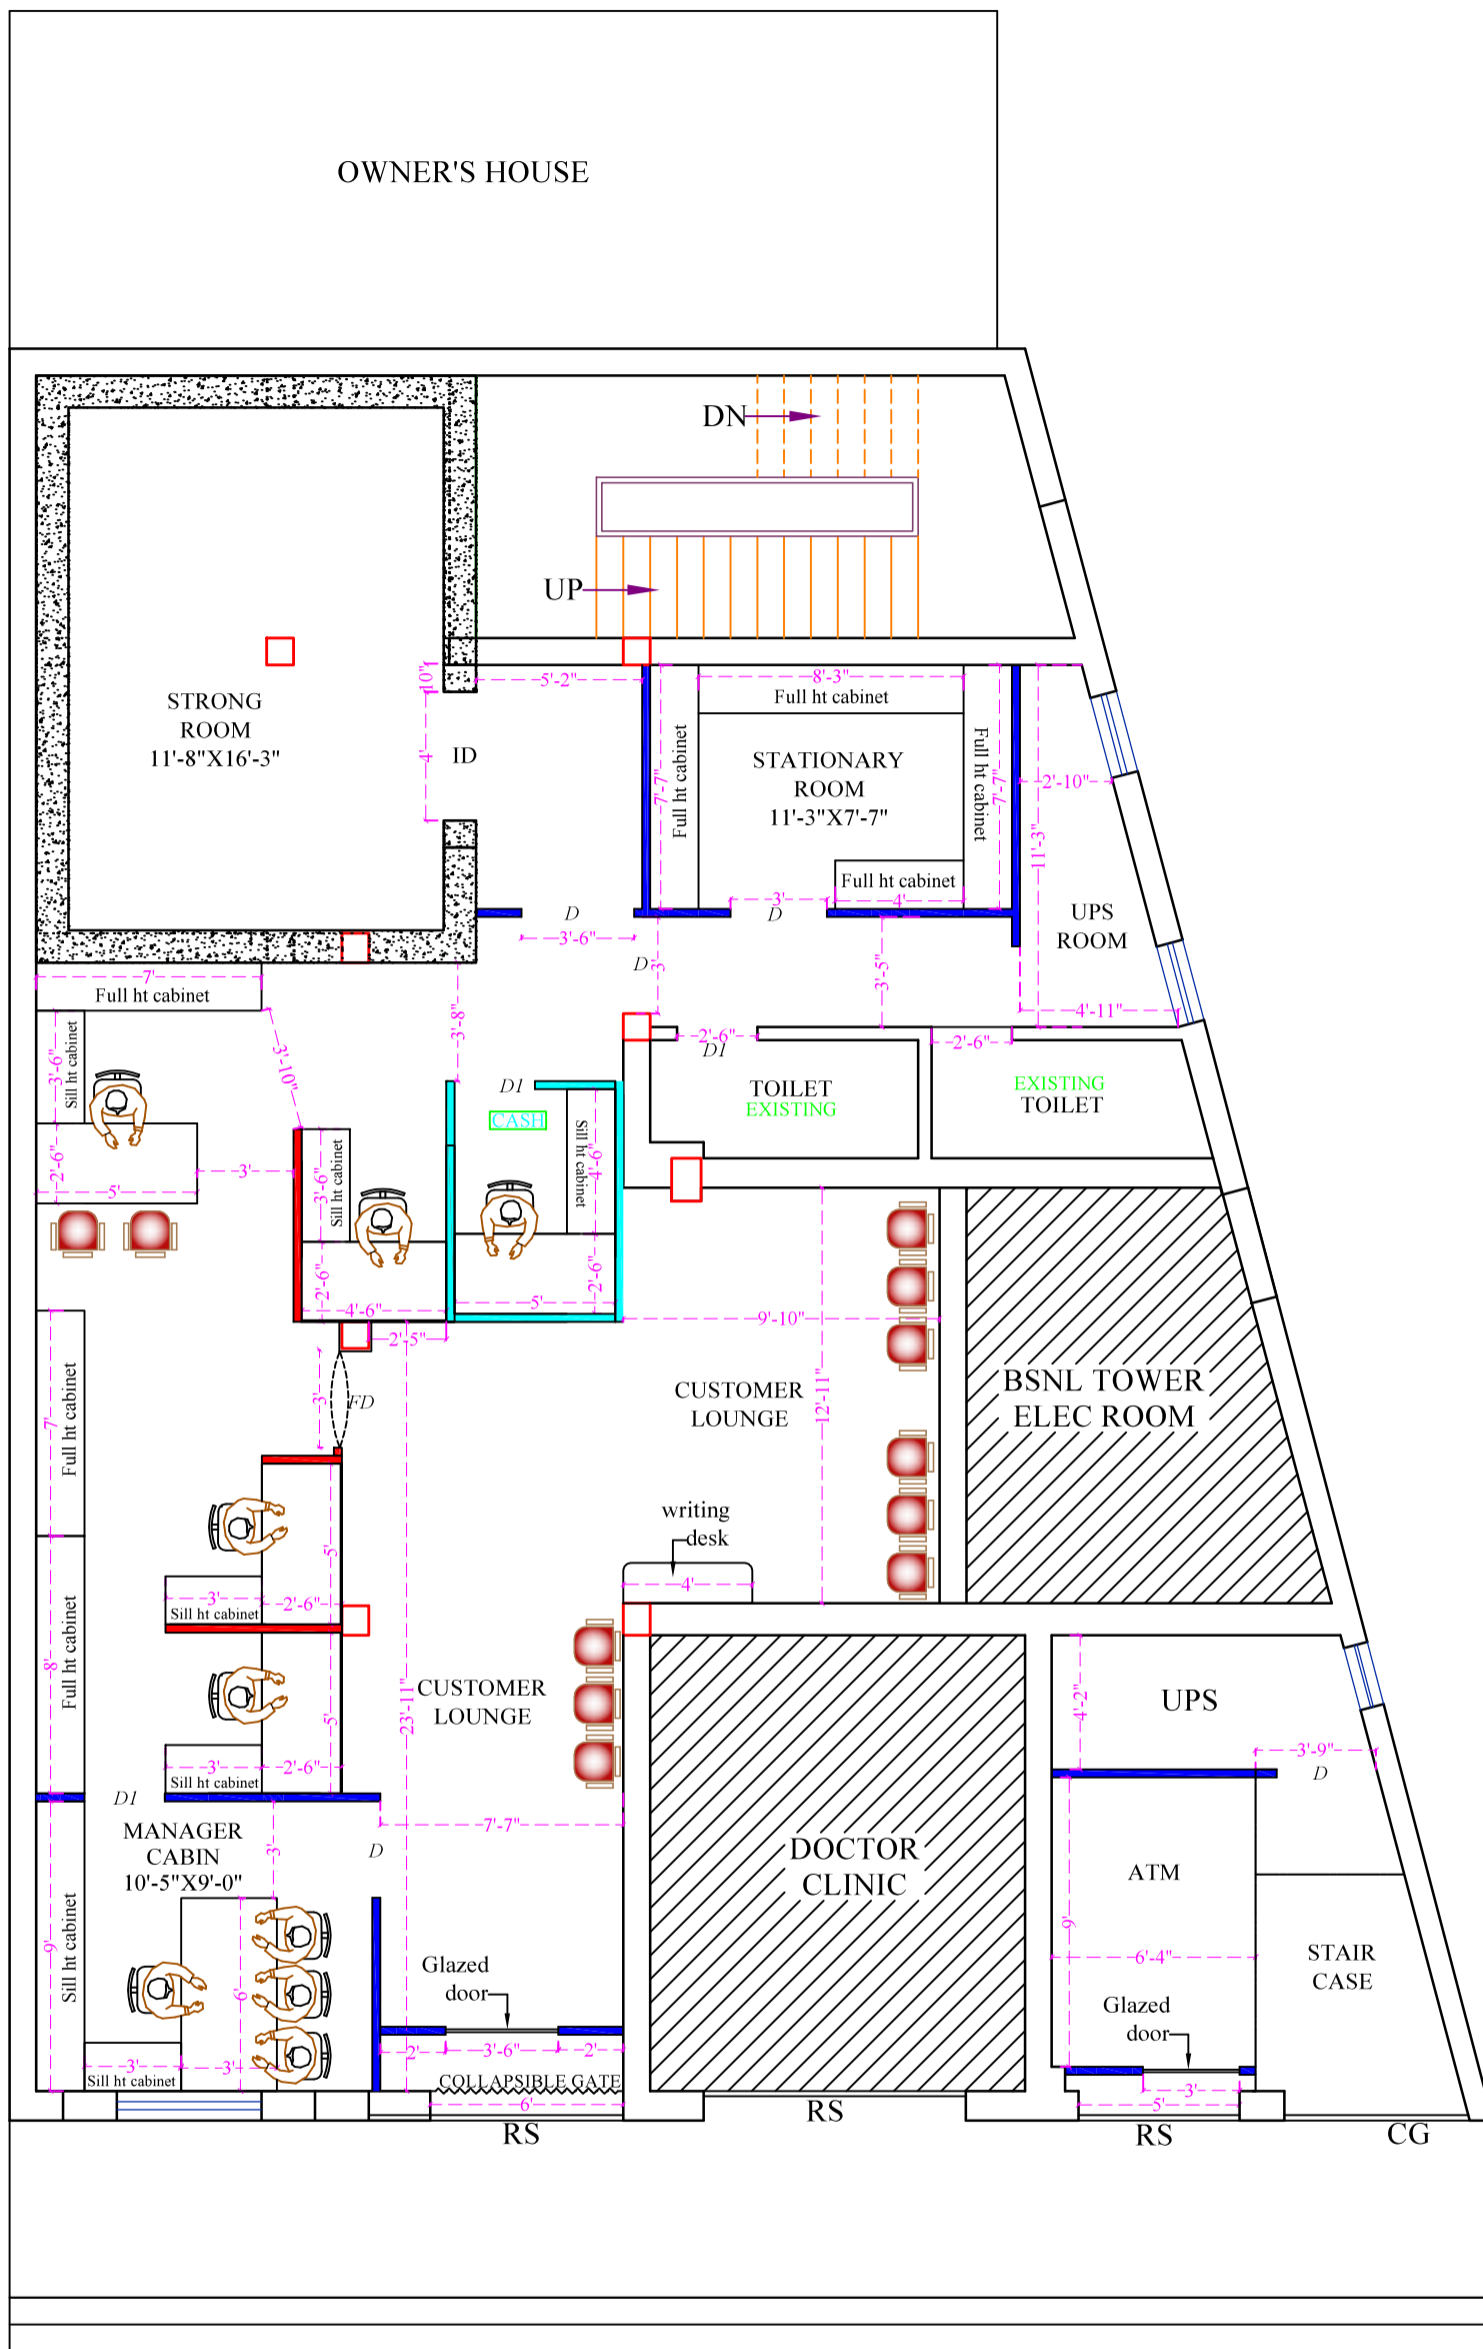 OWNER'S HOUSE
DN
UP
10"
5'-2"
8'-3"
Full ht cabinet
STRONG
ROOM
11'-8"X16'-3"
4'
ID
7'-7"
Full ht cabinet
STATIONARY
ROOM
11'-3"X7'-7"
Full ht cabinet
7'-7"
2'-10"
11'-3"
Full ht cabinet
4'
3'
D
D
3'-6"
UPS
ROOM
D
3'
3'-5"
4'-11"
7'
Full ht cabinet
3'-8"
3'-10"
3'-6"
Sill ht cabinet
2'-6"
D1
2'-6"
TOILET
EXISTING
EXISTING
TOILET
D1
CASH
Sill ht cabinet
4'-6"
2'-6"
5'
3'
3'-6"
Sill ht cabinet
2'-6"
4'-6"
5'
2'-6"
2'-5"
9'-10"
12'-11"
CUSTOMER
LOUNGE
BSNL TOWER
ELEC ROOM
3'
FD
7'
Full ht cabinet
writing
desk
4'
5'
3'
2'-6"
Sill ht cabinet
8'
Full ht cabinet
23'-11"
CUSTOMER
LOUNGE
5'
3'
2'-6"
Sill ht cabinet
4'-2"
UPS
3'-9"
D
D1
7'-7"
MANAGER
CABIN
10'-5"X9'-0"
3'
D
DOCTOR
CLINIC
ATM
9'
6'-4"
STAIR
CASE
9'
Sill ht cabinet
6'
Glazed
door
Glazed
door
2'
3'-6"
2'
3'
3'
Sill ht cabinet
COLLAPSIBLE GATE
6'
3'
5'
RS
RS
RS
CG